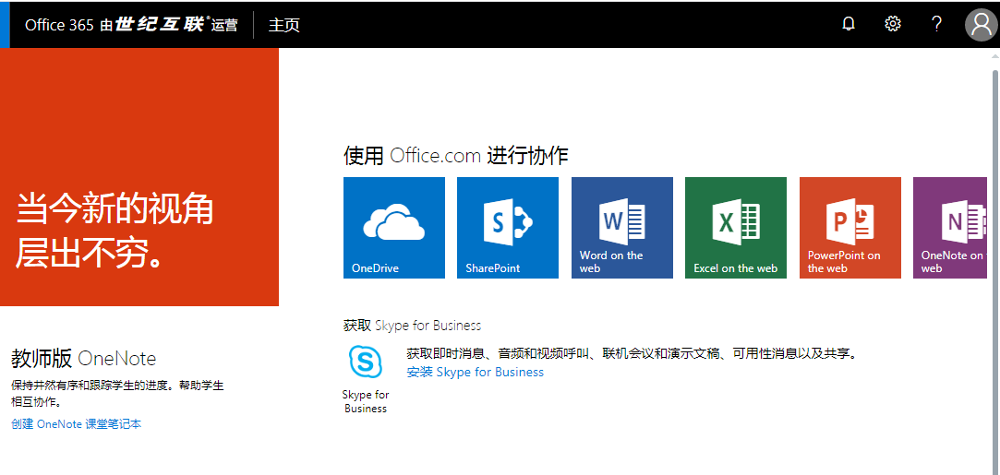 Office 365 由世纪互联®运营
主页
?
当今新的视角
层出不穷。
教师版 OneNote
保持井然有序和跟踪学生的进度。帮助学生
相互协作。
创建 OneNote 课堂笔记本
使用 Office.com 进行协作
OneDrive
S
SharePoint
W
Word on the
web
X
Excel on the web
P
PowerPoint on
the web
N
OneNote on
web
获取 Skype for Business
S
Skype for
Business
获取即时消息、音频和视频呼叫、联机会议和演示文稿、可用性消息以及共享。
安装 Skype for Business